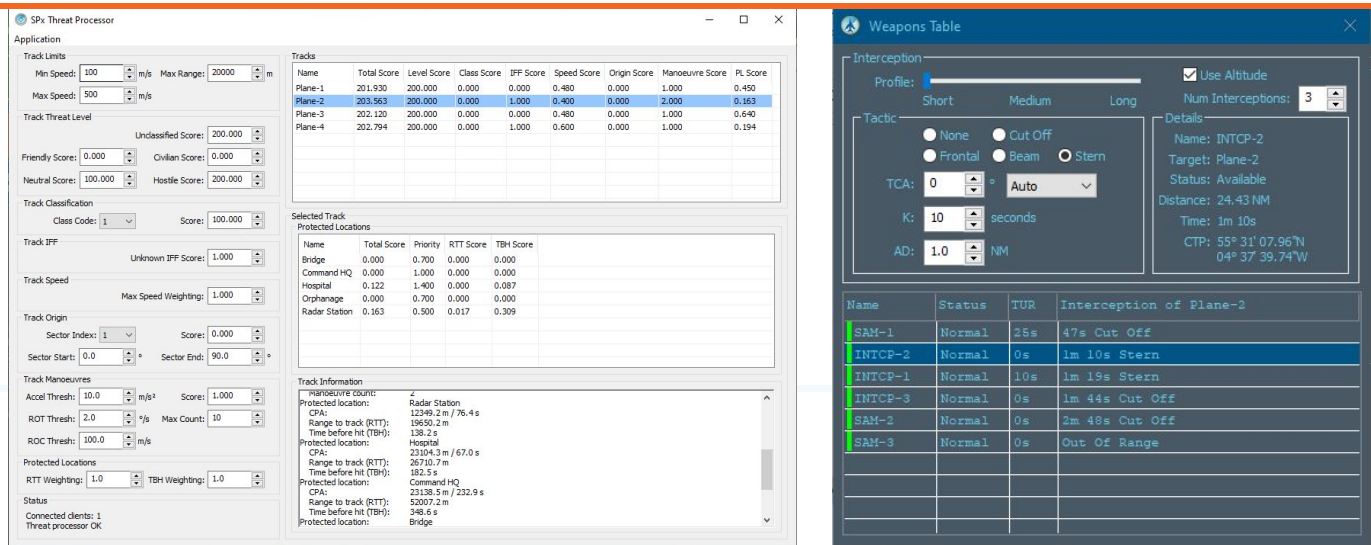 SPx Threat Processor
Application
Track Limits
Min Speed: 100 m/s Max Range: 20000 m
Max Speed: 500 m/s
Track Threat Level
Unclassified Score: 200.000
Friendly Score: 0.000 Civilian Score: 0.000
Neutral Score: 100.000 Hostile Score: 200.000
Track Classification
Class Code: 1 Score: 100.000
Track IFF
Unknown IFF Score: 1.000
Track Speed
Max Speed Weighting: 1.000
Track Origin
Sector Index: 1 Score: 0.000
Sector Start: 0.0 ° Sector End: 90.0 °
Track Manoeuvres
Accel Thresh: 10.0 m/s² Score: 1.000
ROT Thresh: 2.0 °/s Max Count: 10
ROC Thresh: 100.0 m/s
Protected Locations
RTT Weighting: 1.0 TBH Weighting: 1.0
Status
Connected clients: 1
Threat processor OK
Tracks
Name Total Score Level Score Class Score IFF Score Speed Score Origin Score Manoeuvre Score PL Score
Plane-1 201.930 200.000 0.000 0.000 0.480 0.000 1.000 0.450
Plane-2 203.563 200.000 0.000 1.000 0.400 0.000 2.000 0.163
Plane-3 202.120 200.000 0.000 0.000 0.480 0.000 1.000 0.640
Plane-4 202.794 200.000 0.000 1.000 0.600 0.000 1.000 0.194
Selected Track
Protected Locations
Name Total Score Priority RTT Score TBH Score
Bridge 0.000 0.700 0.000 0.000
Command HQ 0.000 1.000 0.000 0.000
Hospital 0.122 1.400 0.000 0.087
Orphanage 0.000 0.700 0.000 0.000
Radar Station 0.163 0.500 0.017 0.309
Track Information
Manoeuvre count: 2
Protected location: Radar Station
CPA: 12349.2 m / 76.4 s
Range to track (RTT): 19650.2 m
Time before hit (TBH): 138.2 s
Protected location: Hospital
CPA: 23104.3 m / 67.0 s
Range to track (RTT): 26710.7 m
Time before hit (TBH): 182.5 s
Protected location: Command HQ
CPA: 23138.5 m / 232.9 s
Range to track (RTT): 52007.2 m
Time before hit (TBH): 348.6 s
Protected location: Bridge
Weapons Table
Interception
Profile:
Short Medium Long
Use Altitude
Num Interceptions: 3
Tactic
None Cut Off
Frontal Beam Stern
TCA: 0 ° Auto
K: 10 seconds
AD: 1.0 NM
Details
Name: INTCP-2
Target: Plane-2
Status: Available
Distance: 24.43 NM
Time: 1m 10s
CTP: 55° 31' 07.96"N
04° 37' 39.74"W
Name Status TUR Interception of Plane-2
SAM-1 Normal 25s 47s Cut Off
INTCP-2 Normal 0s 1m 10s Stern
INTCP-1 Normal 10s 1m 19s Stern
INTCP-3 Normal 0s 1m 44s Cut Off
SAM-2 Normal 0s 2m 48s Cut Off
SAM-3 Normal 0s Out Of Range